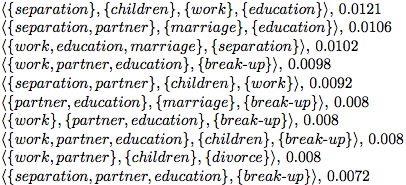 ⟨{separation}, {children}, {work}, {education}⟩, 0.0121
⟨{separation, partner}, {marriage}, {education}⟩, 0.0106
⟨{work, education, marriage}, {separation}⟩, 0.0102
⟨{work, partner, education}, {break-up}⟩, 0.0098
⟨{separation, partner}, {children}, {work}⟩, 0.0092
⟨{partner, education}, {marriage}, {break-up}⟩, 0.008
⟨{work}, {partner, education}, {break-up}⟩, 0.008
⟨{work, partner, education}, {children}, {break-up}⟩, 0.008
⟨{work, partner}, {children}, {divorce}⟩, 0.008
⟨{separation, partner, education}, {break-up}⟩, 0.0072